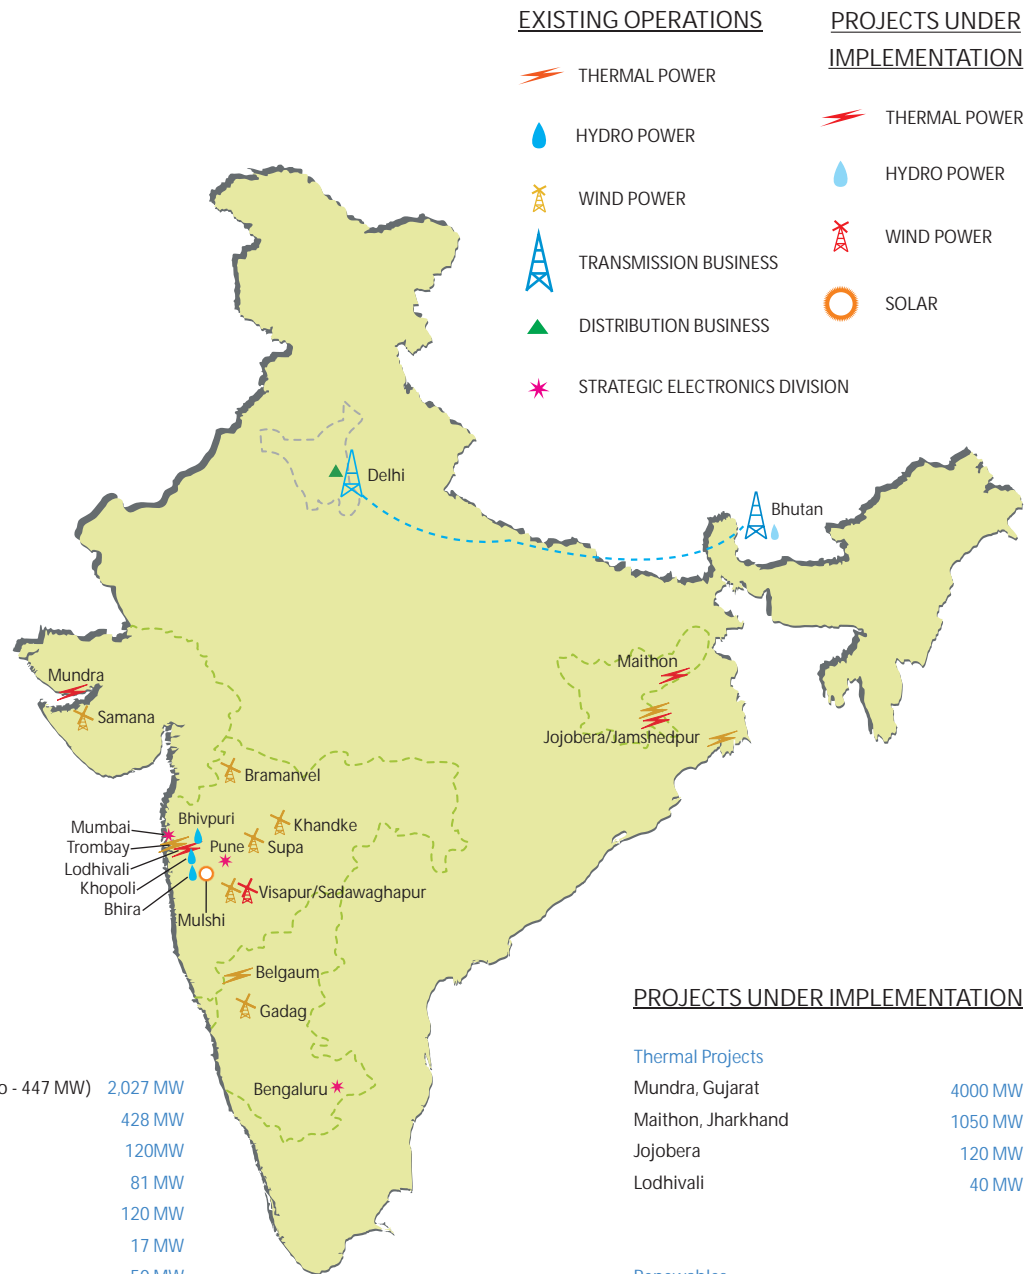 EXISTING OPERATIONS
THERMAL POWER
HYDRO POWER
WIND POWER
TRANSMISSION BUSINESS
DISTRIBUTION BUSINESS
STRATEGIC ELECTRONICS DIVISION
PROJECTS UNDER
IMPLEMENTATION
THERMAL POWER
HYDRO POWER
WIND POWER
SOLAR
Delhi
Bhutan
Maithon
Mundra
Samana
Jojobera/Jamshedpur
Bramanvel
Bhivpuri
Khandke
Mumbai
Trombay
Pune
Supa
Lodhivali
Khopoli
Bhira
Visapur/Sadawaghapur
Mulshi
Belgaum
Gadag
Bengaluru
o - 447 MW) 2,027 MW
428 MW
120MW
81 MW
120 MW
17 MW
50 MW
PROJECTS UNDER IMPLEMENTATION
Thermal Projects
Mundra, Gujarat 4000 MW
Maithon, Jharkhand 1050 MW
Jojobera 120 MW
Lodhivali 40 MW
Renewables